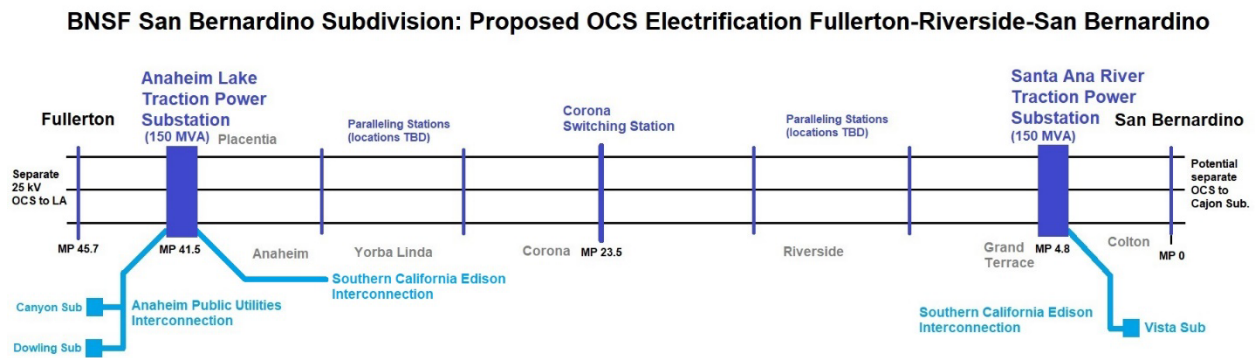 BNSF San Bernardino Subdivision: Proposed OCS Electrification Fullerton-Riverside-San Bernardino
Fullerton
Anaheim Lake
Traction Power
Substation
(150 MVA)
Placentia
Paralleling Stations
(locations TBD)
Corona
Switching Station
Paralleling Stations
(locations TBD)
Santa Ana River
Traction Power
Substation
(150 MVA)
San Bernardino
Separate
25 kV
OCS to LA
Potential
separate
OCS to
Cajon Sub.
MP 45.7
MP 41.5
Anaheim
Yorba Linda
Corona
MP 23.5
Riverside
Grand
Terrace
MP 4.8
Colton
MP 0
Southern California Edison
Interconnection
Canyon Sub
Anaheim Public Utilities
Interconnection
Dowling Sub
Southern California Edison
Interconnection
Vista Sub